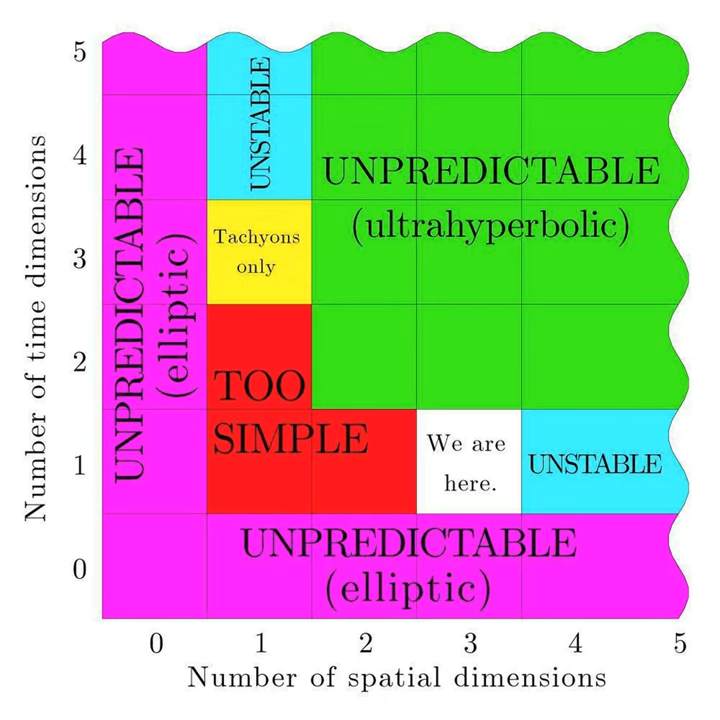 5
4
3
2
1
0
Number of time dimensions
UNPREDICTABLE
(elliptic)
UNSTABLE
UNPREDICTABLE
(ultrahyperbolic)
Tachyons
only
TOO
SIMPLE
We are
here.
UNSTABLE
UNPREDICTABLE
(elliptic)
0 1 2 3 4 5
Number of spatial dimensions